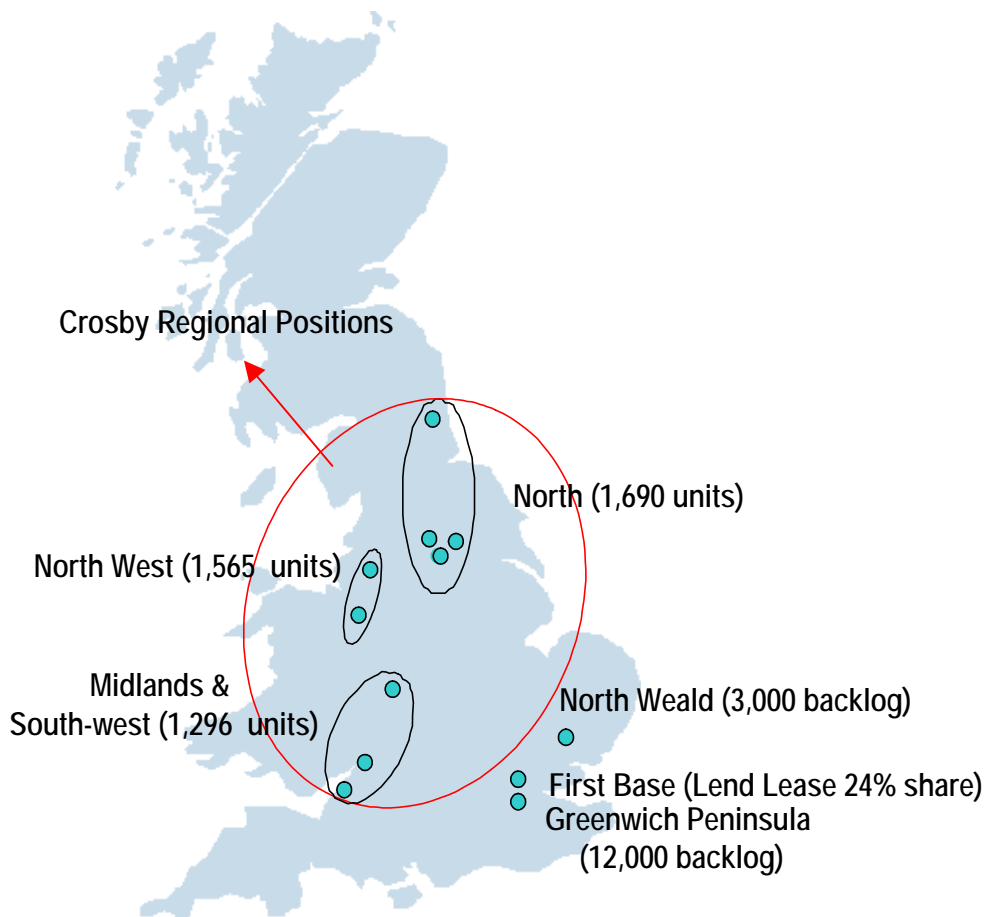 Crosby Regional Positions
North (1,690 units)
North West (1,565 units)
Midlands &
South-west (1,296 units)
North Weald (3,000 backlog)
First Base (Lend Lease 24% share)
Greenwich Peninsula
(12,000 backlog)